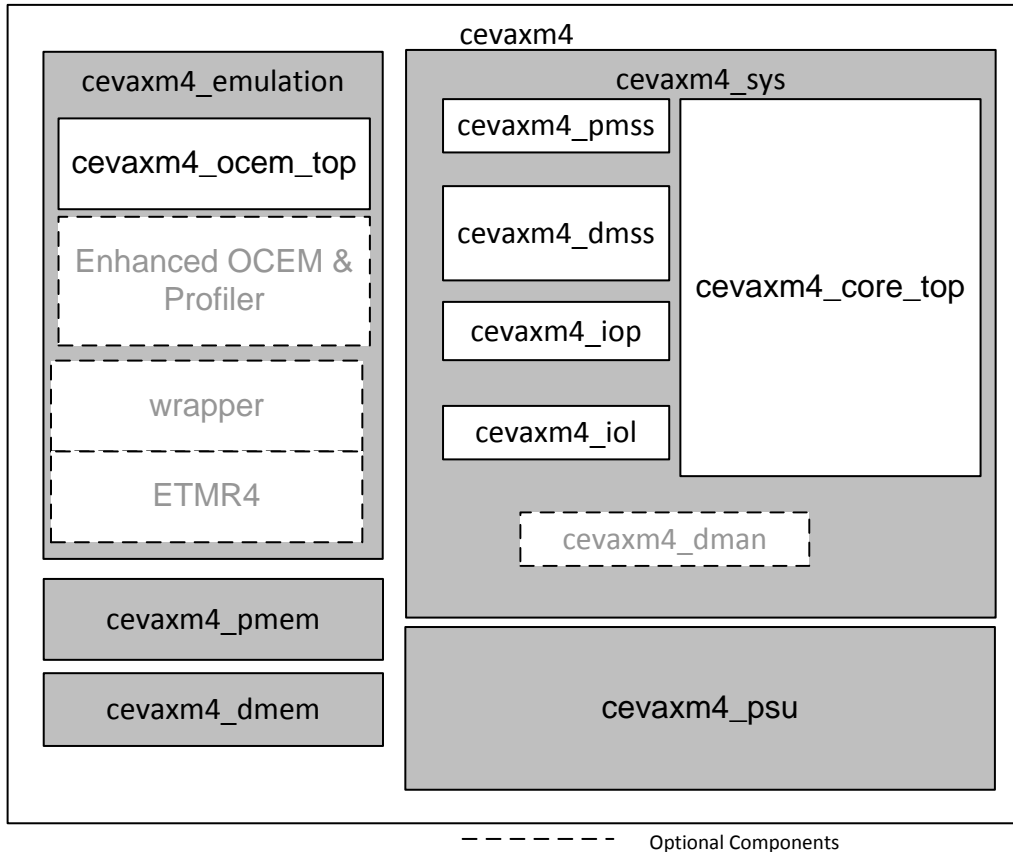 cevaxm4
cevaxm4_emulation
cevaxm4_ocem_top
Enhanced OCEM &
Profiler
wrapper
ETMR4
cevaxm4_pmem
cevaxm4_dmem
cevaxm4_sys
cevaxm4_pmss
cevaxm4_dmss
cevaxm4_iop
cevaxm4_iol
cevaxm4_core_top
cevaxm4_dman
cevaxm4_psu
Optional Components